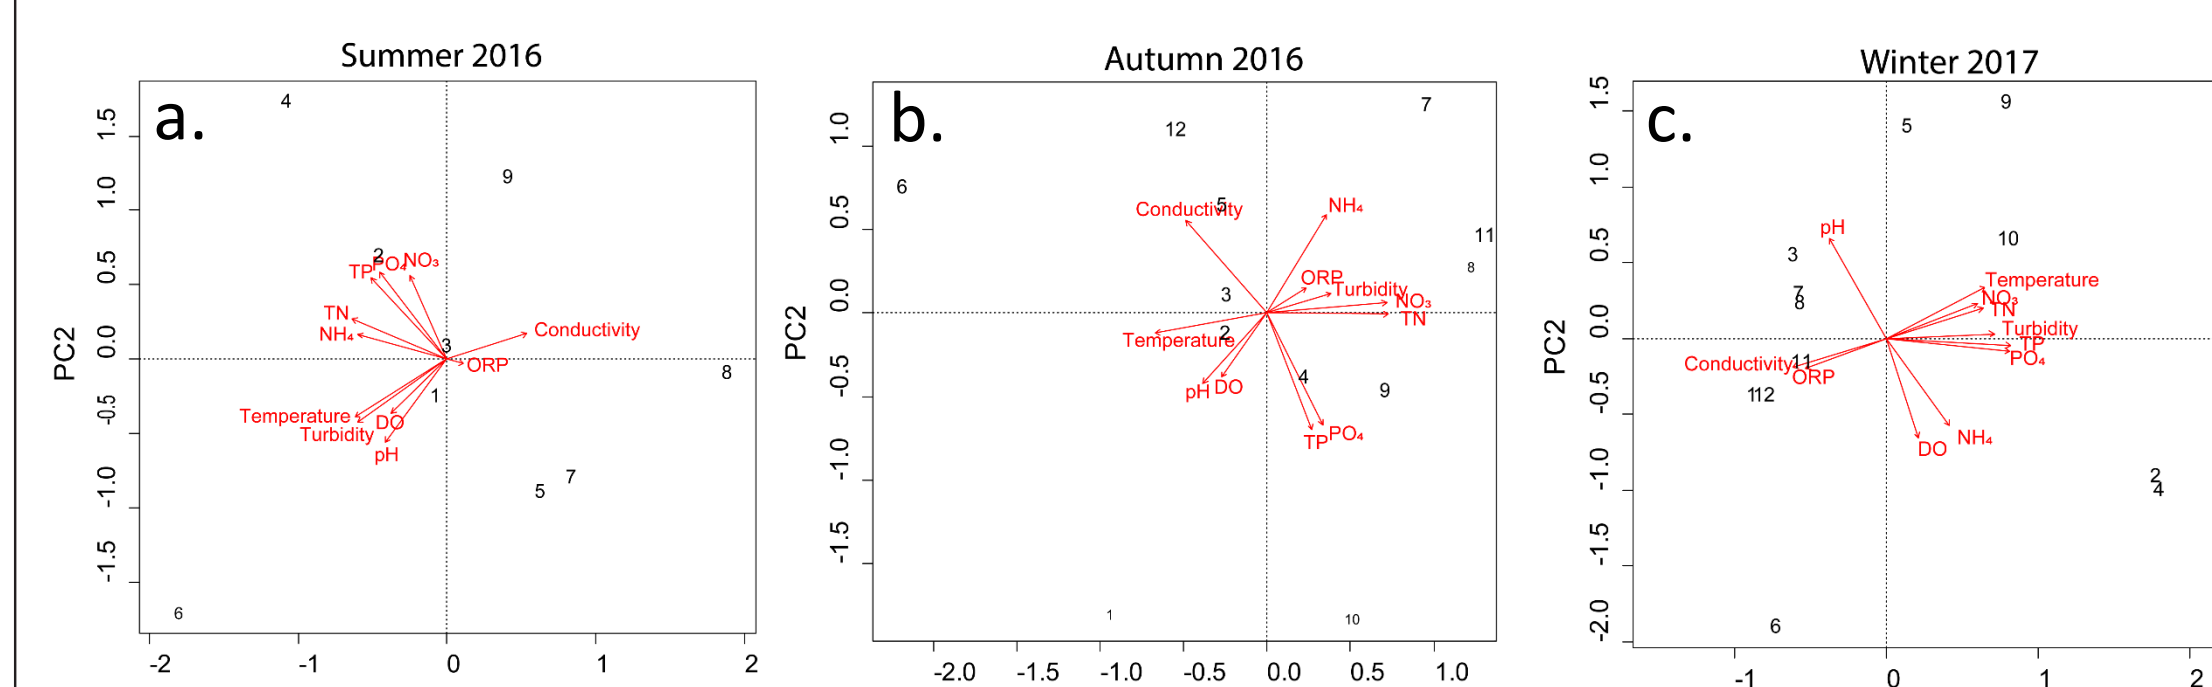 Summer 2016
a.
PC2
1.5
1.0
0.5
0.0
-0.5
-1.0
-1.5
4
9
2
TP
PO₄
NO₃
TN
NH₄
3
Conductivity
ORP
8
1
Temperature
DO
Turbidity
pH
7
5
6
-2
-1
0
1
2
Autumn 2016
b.
PC2
1.0
0.5
0.0
-0.5
-1.0
-1.5
7
12
6
5
Conductivity
NH₄
11
8
ORP
3
Turbidity
NO₃
TN
2
Temperature
4
pH
DO
9
TP
PO₄
1
10
-2.0
-1.5
-1.0
-0.5
0.0
0.5
1.0
Winter 2017
c.
PC2
1.5
1.0
0.5
0.0
-0.5
-1.0
-1.5
-2.0
9
5
pH
10
3
Temperature
7
8
NO₃
TN
Turbidity
TP
PO₄
11
Conductivity
ORP
112
NH₄
DO
2
4
6
-1
0
1
2